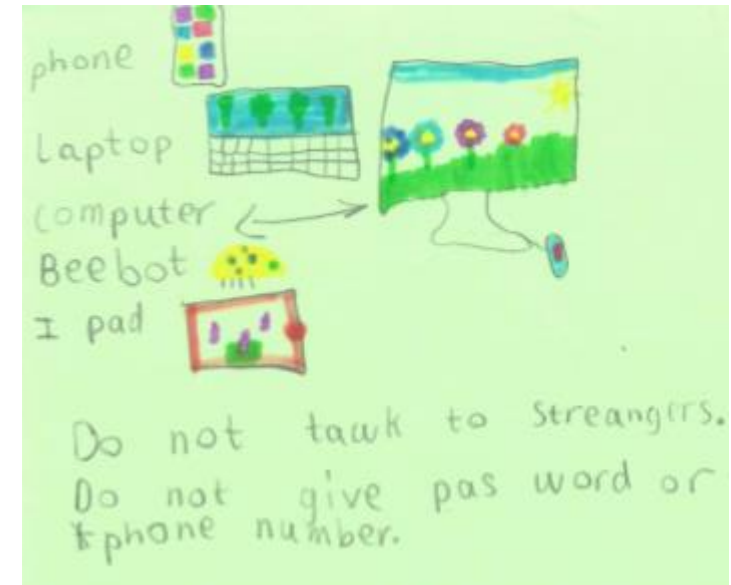 phone
Laptop
computer
Beebot
I pad
Do not tawk to streangirs.
Do not give pas word or
phone number.